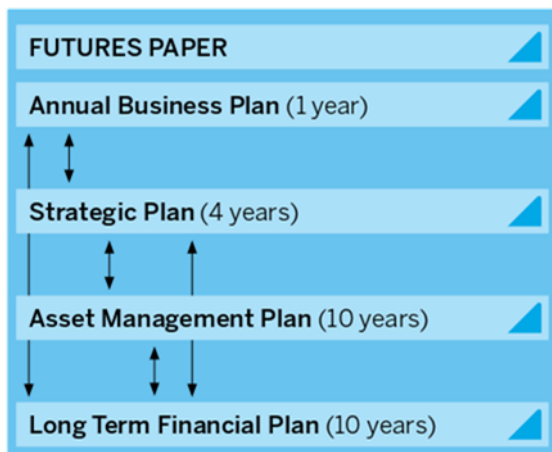 FUTURES PAPER
Annual Business Plan (1 year)
Strategic Plan (4 years)
Asset Management Plan (10 years)
Long Term Financial Plan (10 years)